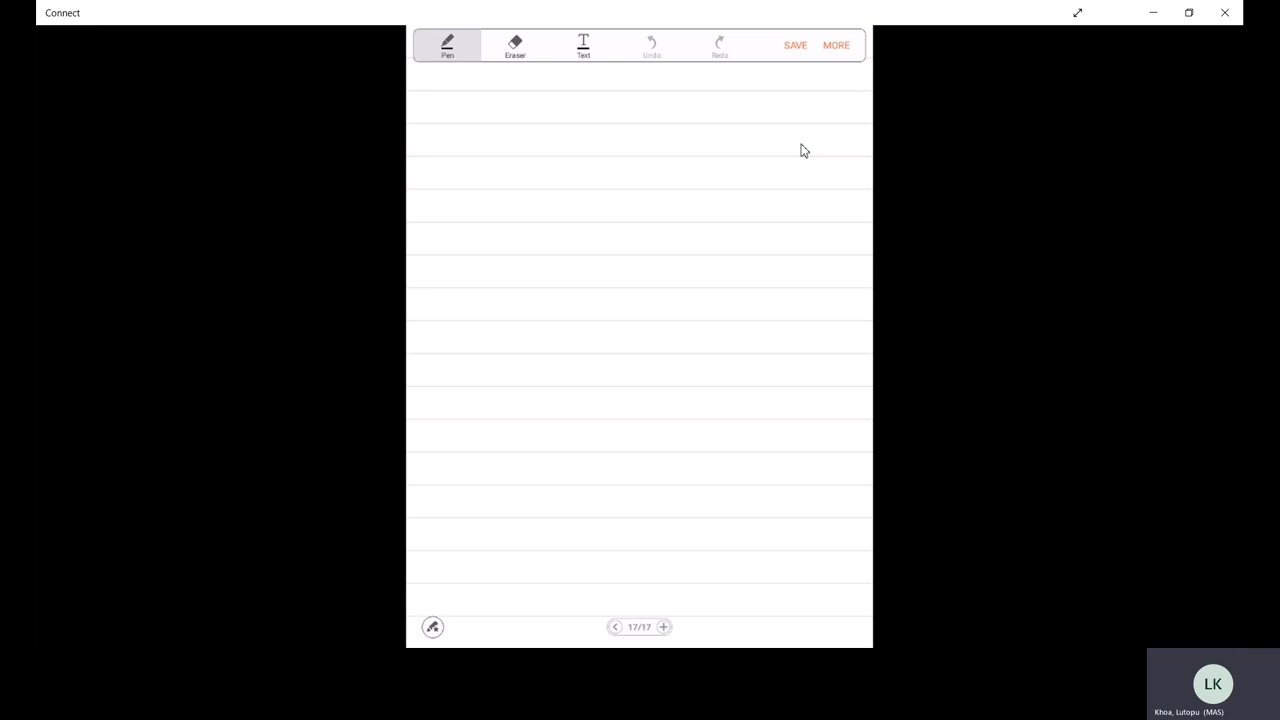 Connect
Pen
Eraser
Text
Undo
Redo
SAVE
MORE
17/17
LK
Khoa, Lutopu (MAS)